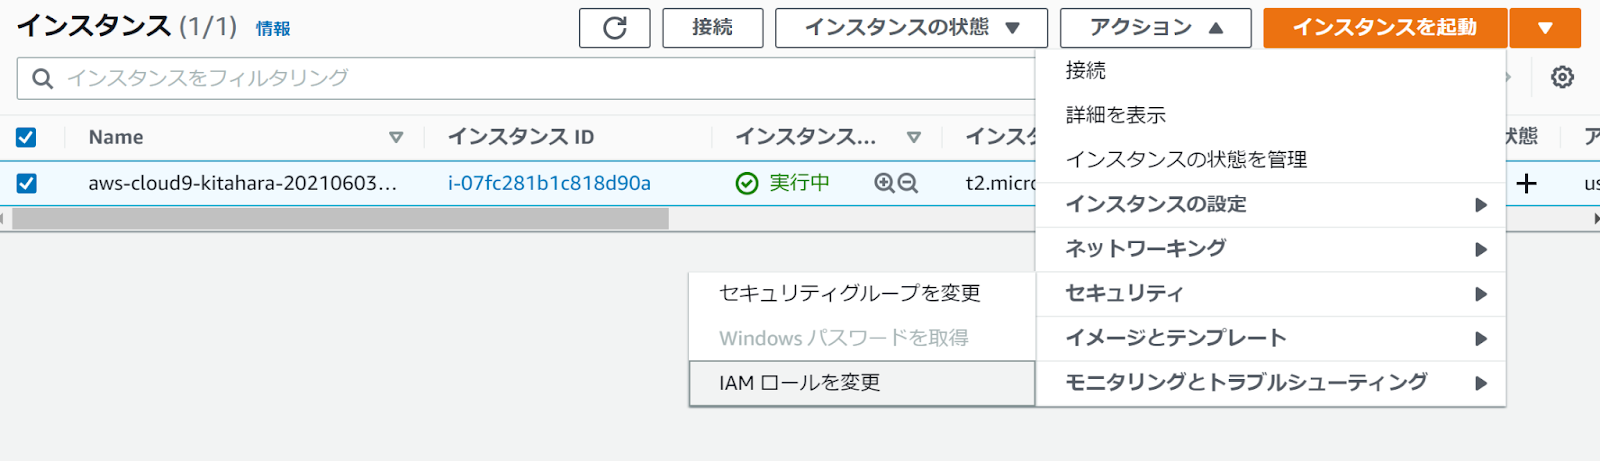 インスタンス (1/1) 情報 接続 インスタンスの状態 アクション インスタンスを起動
インスタンスをフィルタリング
接続
詳細を表示
インスタンスの状態を管理
インスタンスの設定
ネットワーキング
セキュリティ
イメージとテンプレート
モニタリングとトラブルシューティング
Name インスタンス ID インスタンス... インスタ 状態 ア
aws-cloud9-kitahara-20210603... i-07fc281b1c818d90a 実行中 t2.micro us
セキュリティグループを変更
Windows パスワードを取得
IAM ロールを変更